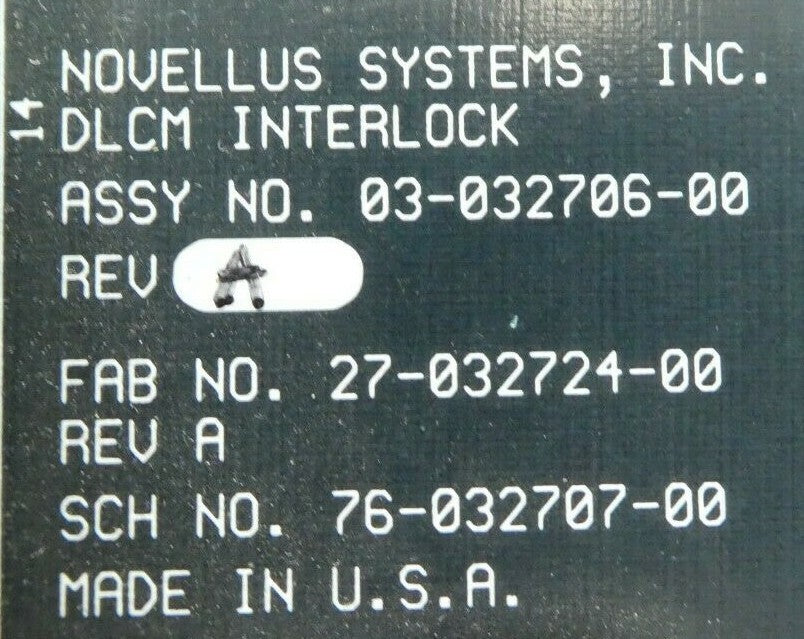 NOVELLUS SYSTEMS, INC.
14
DLCM INTERLOCK
ASSY NO. 03-032706-00
REV A
FAB NO. 27-032724-00
REV A
SCH NO. 76-032707-00
MADE IN U.S.A.